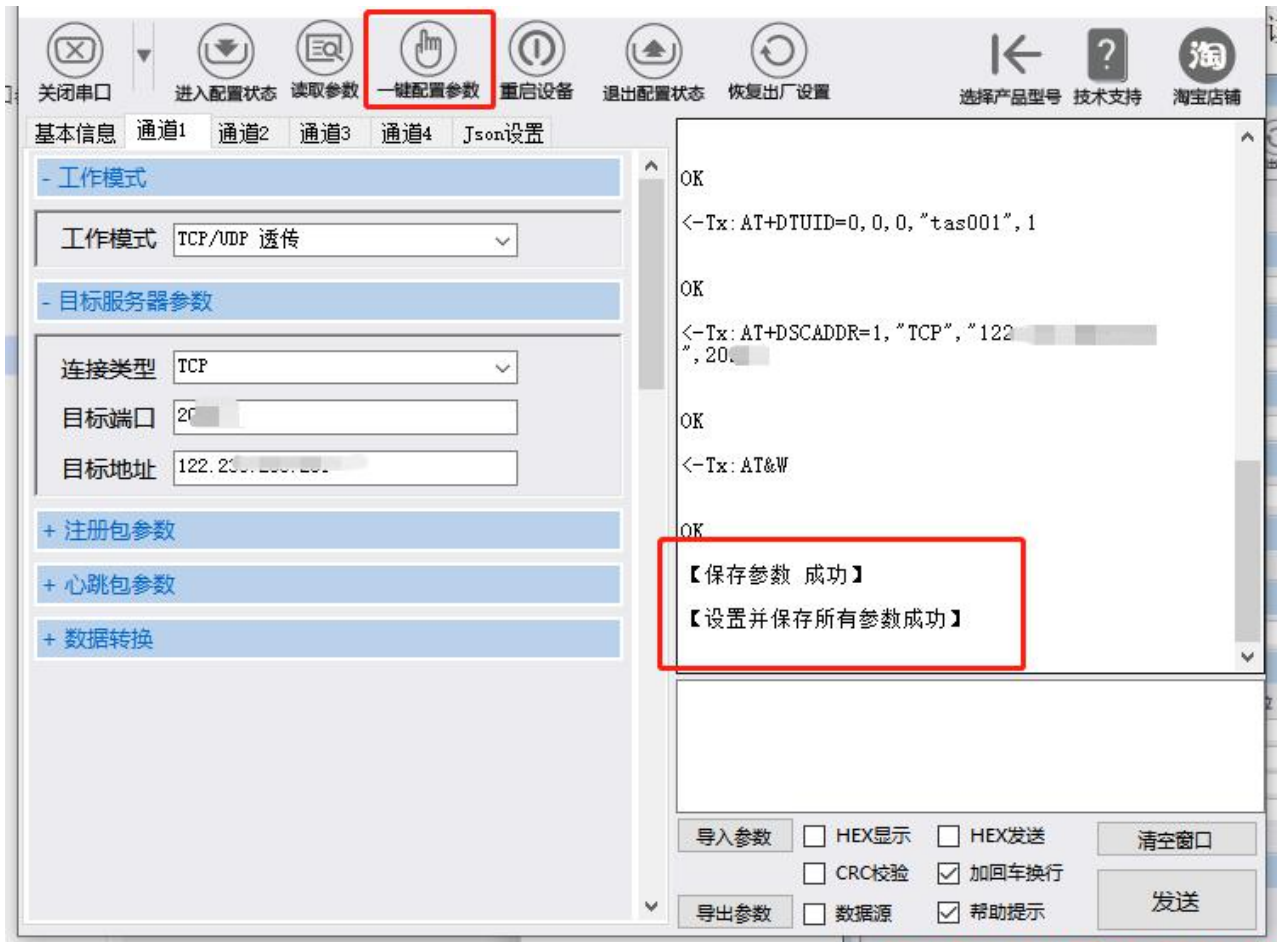 关闭串口
进入配置状态
读取参数
一键配置参数
重启设备
退出配置状态
恢复出厂设置
选择产品型号
?
技术支持
淘
淘宝店铺
基本信息 通道1 通道2 通道3 通道4 Json设置
- 工作模式
工作模式 TCP/UDP 透传
- 目标服务器参数
连接类型 TCP
目标端口 20
目标地址 122.2
+ 注册包参数
+ 心跳包参数
+ 数据转换
OK
<-Tx:AT+DTUID=0,0,0,"tas001",1
OK
<-Tx:AT+DSCADDR=1,"TCP","122
",20
OK
<-Tx:AT&W
OK
【保存参数 成功】
【设置并保存所有参数成功】
导入参数 HEX显示 HEX发送 清空窗口
CRC校验 加回车换行
导出参数 数据源 帮助提示 发送